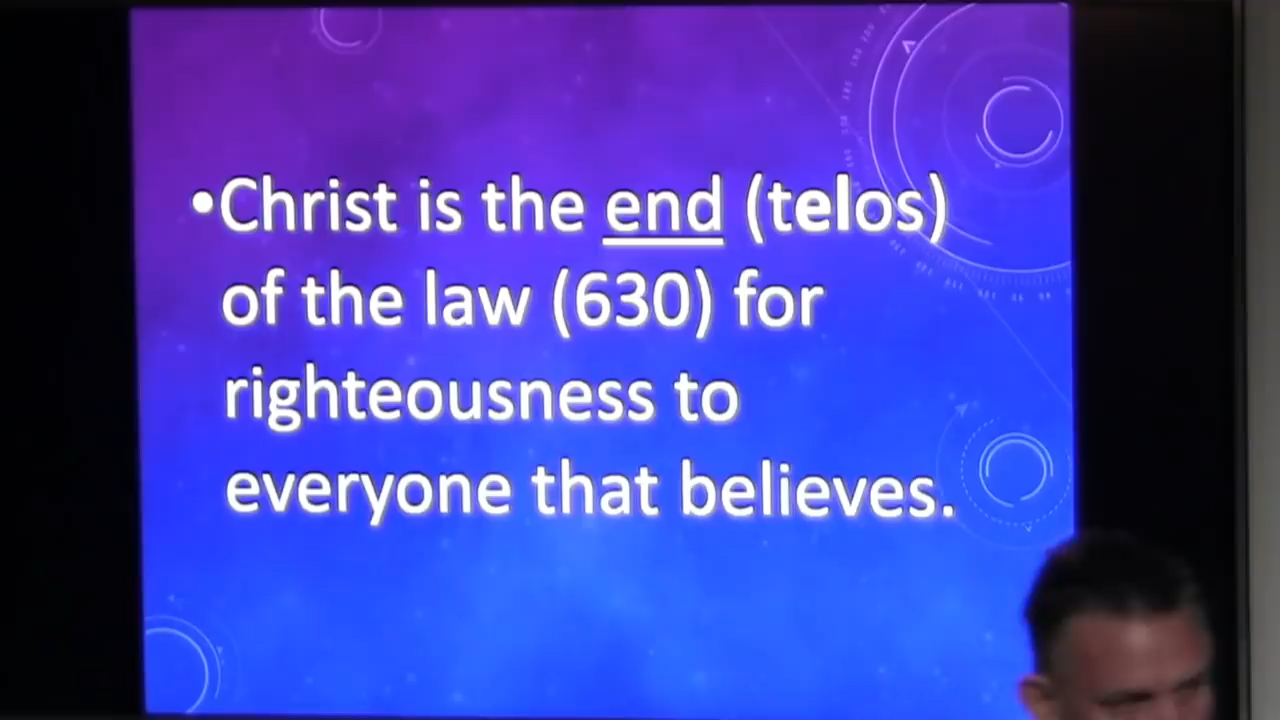 •Christ is the end (telos)
of the law (630) for
righteousness to
everyone that believes.